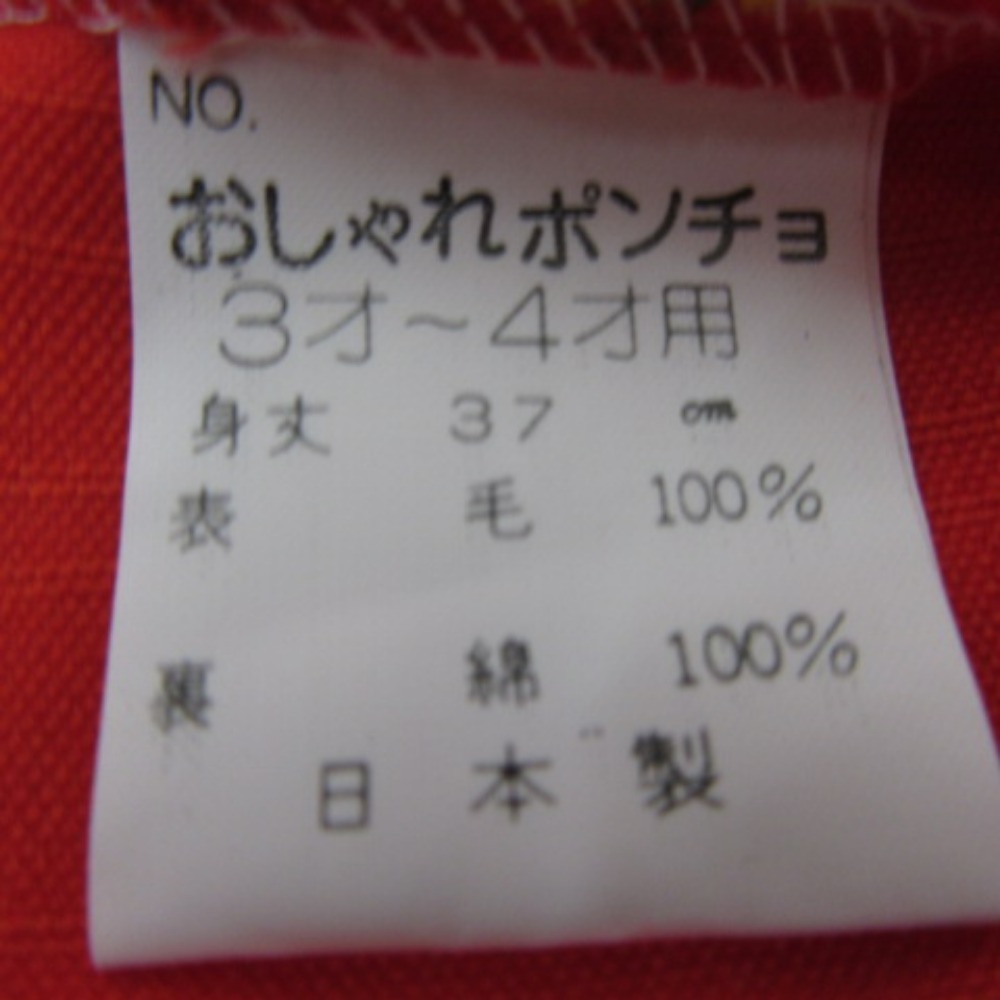 NO.
おしゃれポンチョ
3才〜4才用
身丈 37 cm
表 毛 100%
裏 綿 100%
日本製